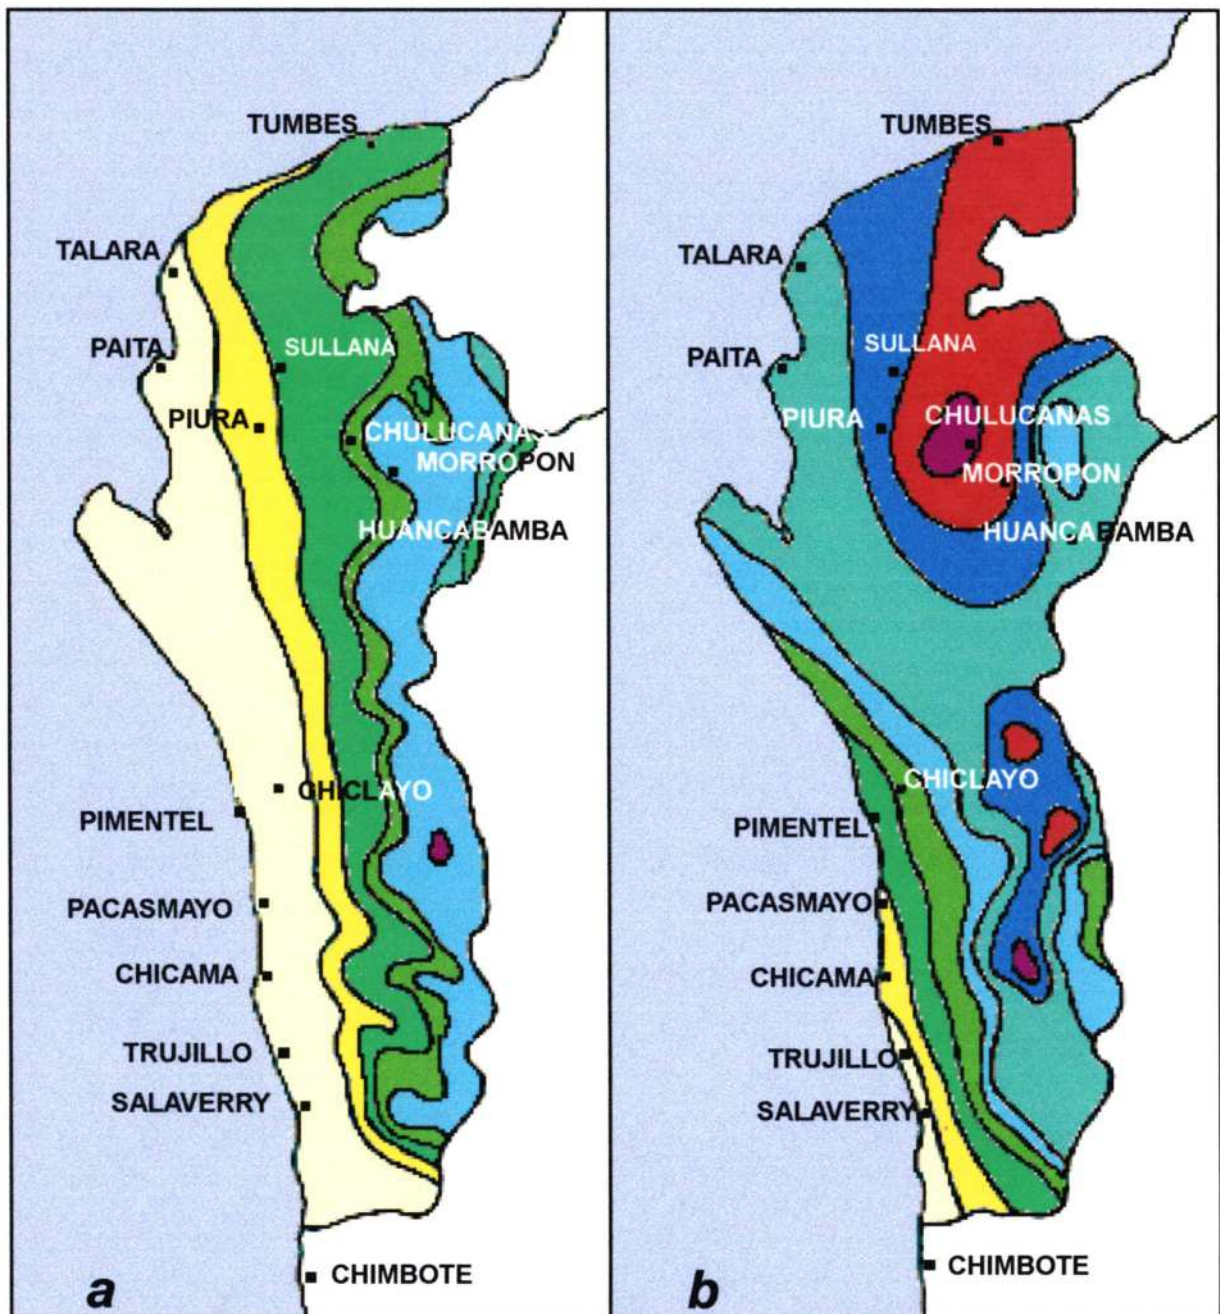 TUMBES
TALARA
PAITA
SULLANA
PIURA
CHULUCANAS
MORROPON
HUANCABAMBA
CHICLAYO
PIMENTEL
PACASMAYO
CHICAMA
TRUJILLO
SALAVERRY
CHIMBOTE
a
TUMBES
TALARA
SULLANA
PAITA
CHULUCANAS
PIURA
MORROPON
HUANCABAMBA
CHICLAYO
PIMENTEL
PACASMAYO
CHICAMA
TRUJILLO
SALAVERRY
CHIMBOTE
b